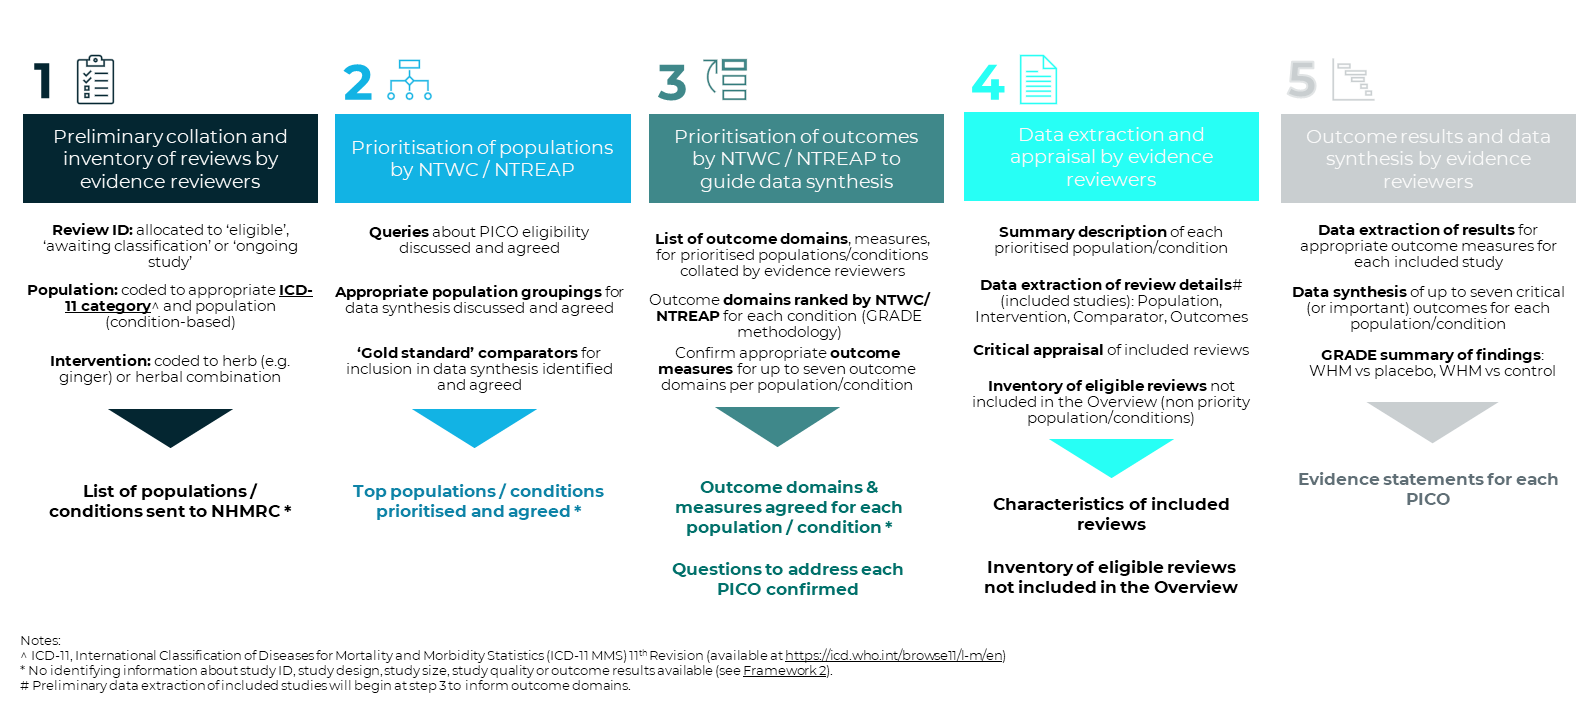 1
Preliminary collation and
inventory of reviews by
evidence reviewers
Review ID: allocated to ‘eligible’,
‘awaiting classification’ or ‘ongoing
study’
Population: coded to appropriate ICD-
11 category^ and population
(condition-based)
Intervention: coded to herb (e.g.
ginger) or herbal combination
List of populations /
conditions sent to NHMRC *
2
Prioritisation of populations
by NTWC / NTREAP
Queries about PICO eligibility
discussed and agreed
Appropriate population groupings for
data synthesis discussed and agreed
‘Gold standard’ comparators for
inclusion in data synthesis identified
and agreed
Top populations / conditions
prioritised and agreed *
3
Prioritisation of outcomes
by NTWC / NTREAP to
guide data synthesis
List of outcome domains, measures,
for prioritised populations/conditions
collated by evidence reviewers
Outcome domains ranked by NTWC/
NTREAP for each condition (GRADE
methodology)
Confirm appropriate outcome
measures for up to seven outcome
domains per population/condition
Outcome domains &
measures agreed for each
population / condition *
Questions to address each
PICO confirmed
4
Data extraction and
appraisal by evidence
reviewers
Summary description of each
prioritised population/condition
Data extraction of review details#
(included studies): Population,
Intervention, Comparator, Outcomes
Critical appraisal of included reviews
Inventory of eligible reviews not
included in the Overview (non priority
population/conditions)
Characteristics of included
reviews
Inventory of eligible reviews
not included in the Overview
5
Outcome results and data
synthesis by evidence
reviewers
Data extraction of results for
appropriate outcome measures for
each included study
Data synthesis of up to seven critical
(or important) outcomes for each
population/condition
GRADE summary of findings:
WHM vs placebo, WHM vs control
Evidence statements for each
PICO
Notes:
^ ICD-11, International Classification of Diseases for Mortality and Morbidity Statistics (ICD-11 MMS) 11th Revision (available at https://icd.who.int/browse11/l-m/en)
* No identifying information about study ID, study design, study size, study quality or outcome results available (see Framework 2).
# Preliminary data extraction of included studies will begin at step 3 to inform outcome domains.